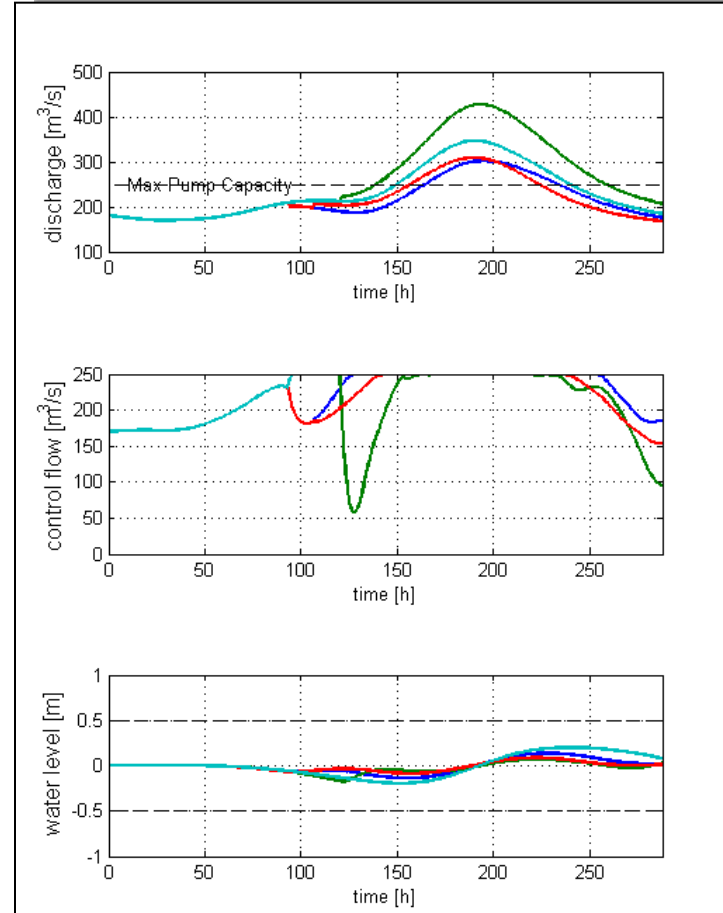 500
400
300
200
100
discharge [m³/s]
Max Pump Capacity
0 50 100 150 200 250
time [h]
250
200
150
100
50
0
control flow [m³/s]
0 50 100 150 200 250
time [h]
1
0.5
0
-0.5
-1
water level [m]
0 50 100 150 200 250
time [h]